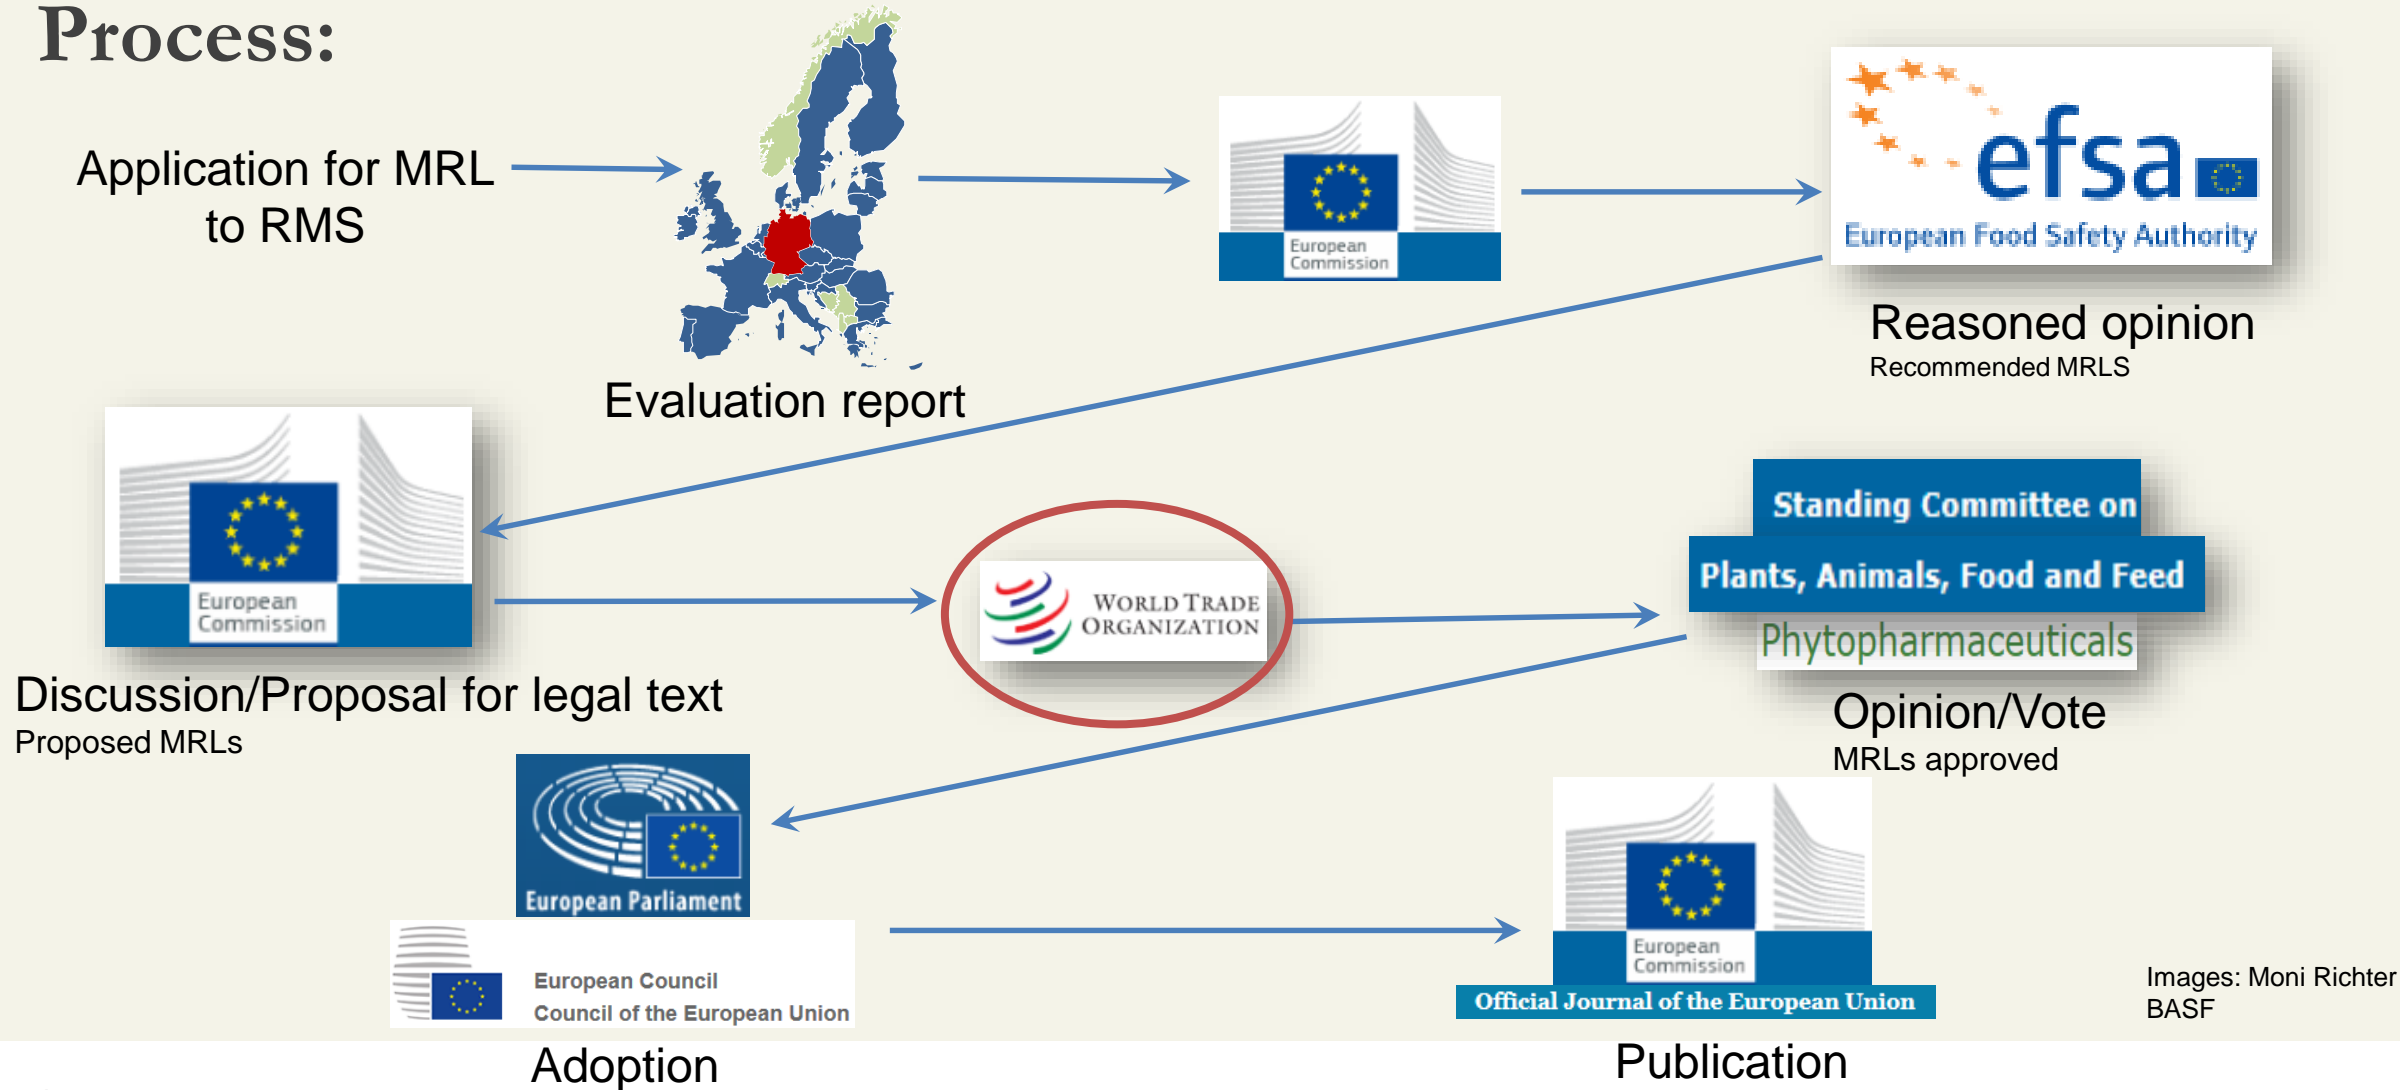 Process:
Application for MRL
to RMS
Evaluation report
European
Commission
efsa
European Food Safety Authority
Reasoned opinion
Recommended MRLS
European
Commission
Discussion/Proposal for legal text
Proposed MRLs
WORLD TRADE
ORGANIZATION
Standing Committee on
Plants, Animals, Food and Feed
Phytopharmaceuticals
Opinion/Vote
MRLs approved
European Parliament
European Council
Council of the European Union
Adoption
European
Commission
Official Journal of the European Union
Publication
Images: Moni Richter
BASF